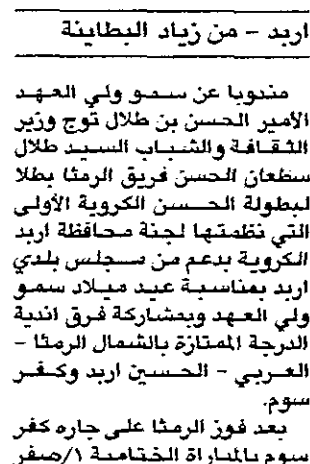 اربد - من زياد البطاينة
مندوبا عن سمو ولي العهد
الأمير الحسن بن طلال توج وزير
الثقافة والشباب السيد طلال
سطعان الحسن فريق الرمثا بطلا
لبطولة الحسن الكروية الأولى
التي نظمتها لجنة محافظة اربد
الكروية بدعم من مجلس بلدي
اربد بمناسبة عيد ميلاد سمو
ولي العهد وبمشاركة فرق اندية
الدرجة الممتازة بالشمال الرمثا -
العربي - الحسين اربد وكفر
سوم.
بعد فوز الرمثا على جاره كفر
سوم بالمباراة الختامية ١/صفر